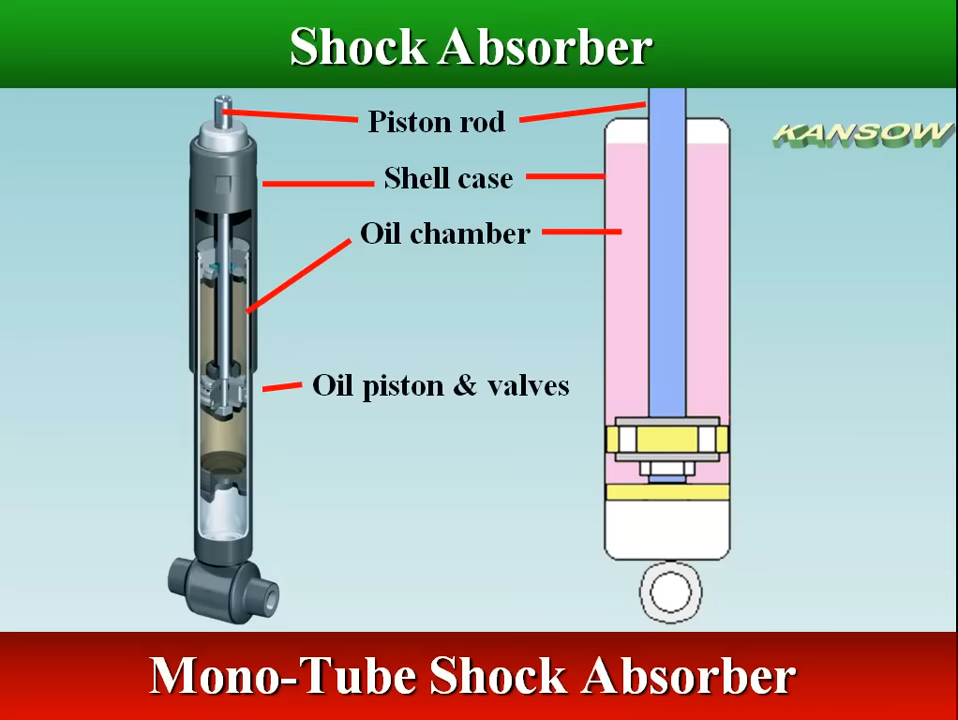 Shock Absorber
Piston rod
KANSOW
Shell case
Oil chamber
Oil piston & valves
Mono-Tube Shock Absorber